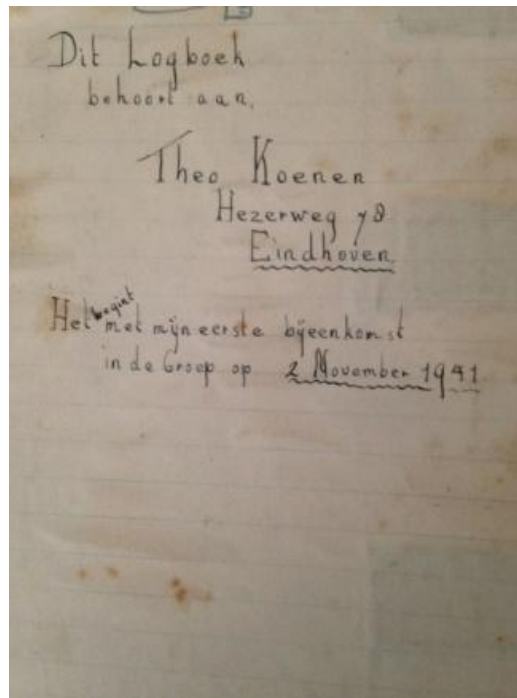 Dit Logboek
behoort aan,
Theo Koenen
Hezerweg 78
Eindhoven.
Het begint met mijn eerste bijeenkomst
in de Groep op 2 November 1941